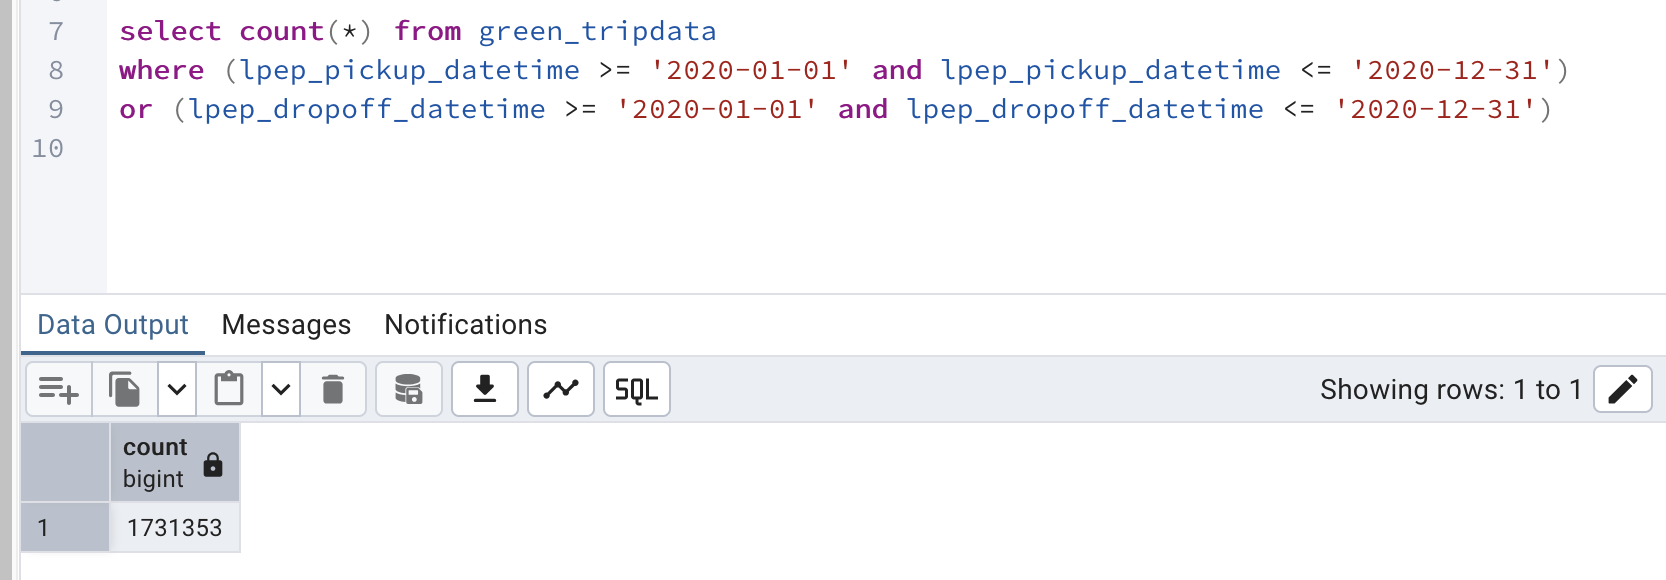 7 select count(*) from green_tripdata
8 where (lpep_pickup_datetime >= '2020-01-01' and lpep_pickup_datetime <= '2020-12-31')
9 or (lpep_dropoff_datetime >= '2020-01-01' and lpep_dropoff_datetime <= '2020-12-31')
10
Data Output Messages Notifications
SQL Showing rows: 1 to 1
count
bigint
1 1731353